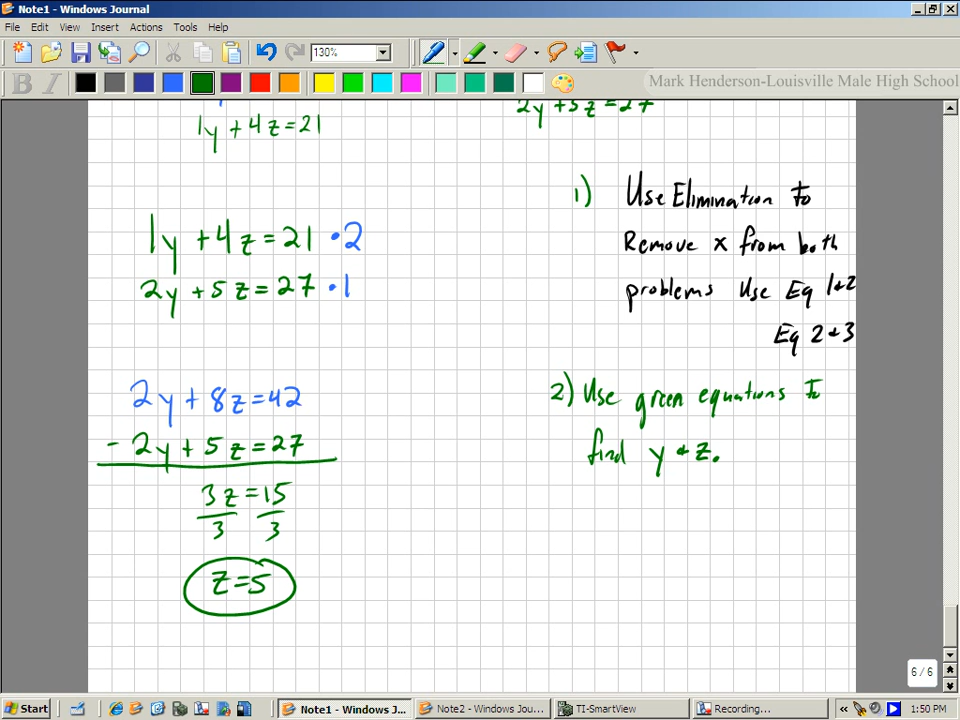 Note1 - Windows Journal
File Edit View Insert Actions Tools Help
130%
B I
Mark Henderson-Louisville Male High School
1y + 4z = 21
2y + 5z = 27
1y + 4z = 21 • 2
2y + 5z = 27 • 1
2y + 8z = 42
- 2y + 5z = 27
3z = 15
3 3
z = 5
1) Use Elimination to
Remove x from both
problems Use Eq 1+2
Eq 2+3
2) Use green equations to
find y + z.
6 / 6
Start Note1 - Windows J... Note2 - Windows Jou... TI-SmartView Recording... « 1:50 PM